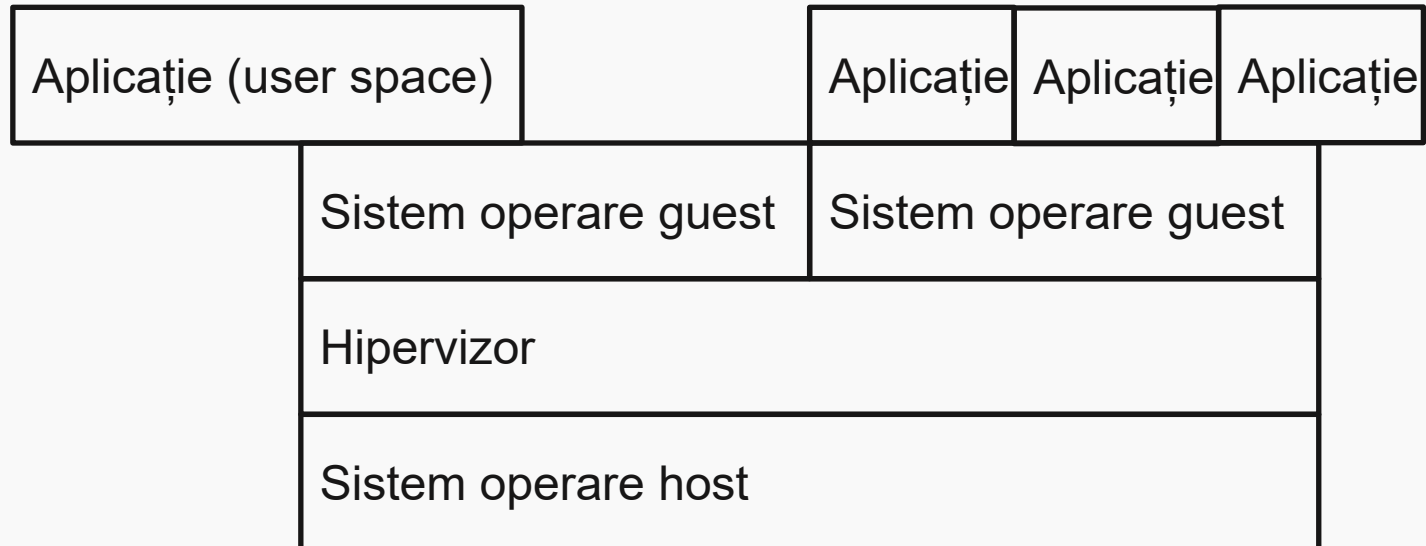 Aplicație (user space)
Aplicație
Aplicație
Aplicație
Sistem operare guest
Sistem operare guest
Hipervizor
Sistem operare host